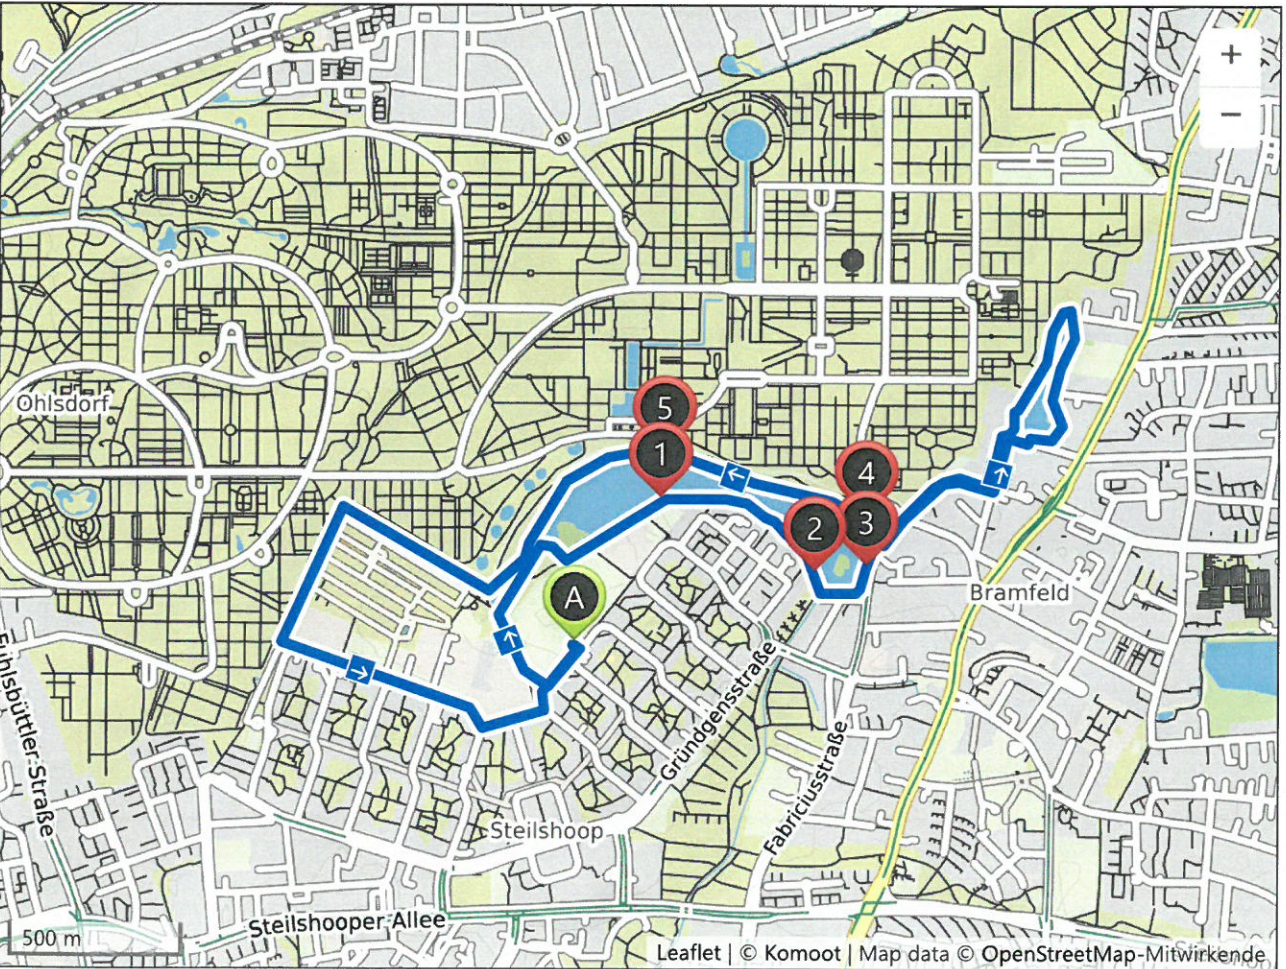 +
−
Ohlsdorf
5
1
4
2
3
A
Bramfeld
Fuhlsbüttler-Straße
Gründgensstraße
Fabriciusstraße
Steilshoop
Steilshooper-Allee
500 m
Leaflet | © Komoot | Map data © OpenStreetMap-Mitwirkende